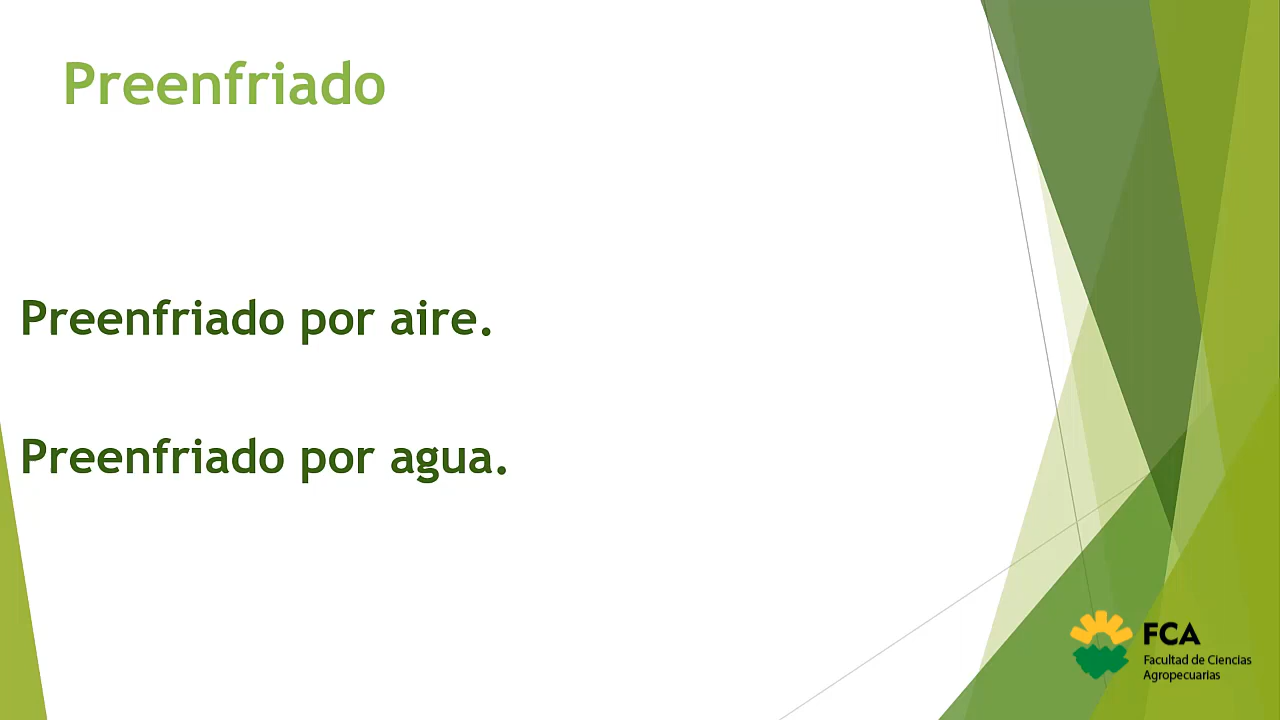 Preenfriado
Preenfriado por aire.
Preenfriado por agua.
FCA
Facultad de Ciencias
Agropecuarias